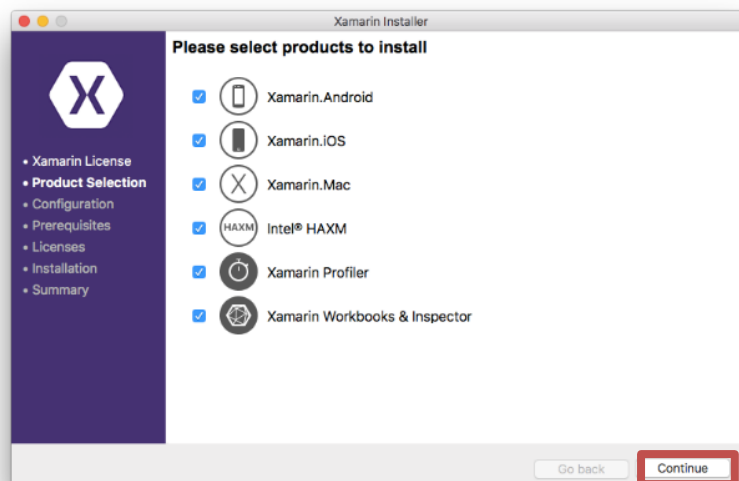 Xamarin Installer
Please select products to install
Xamarin.Android
Xamarin.iOS
Xamarin.Mac
HAXM Intel® HAXM
Xamarin Profiler
Xamarin Workbooks & Inspector
• Xamarin License
• Product Selection
• Configuration
• Prerequisites
• Licenses
• Installation
• Summary
Go back
Continue